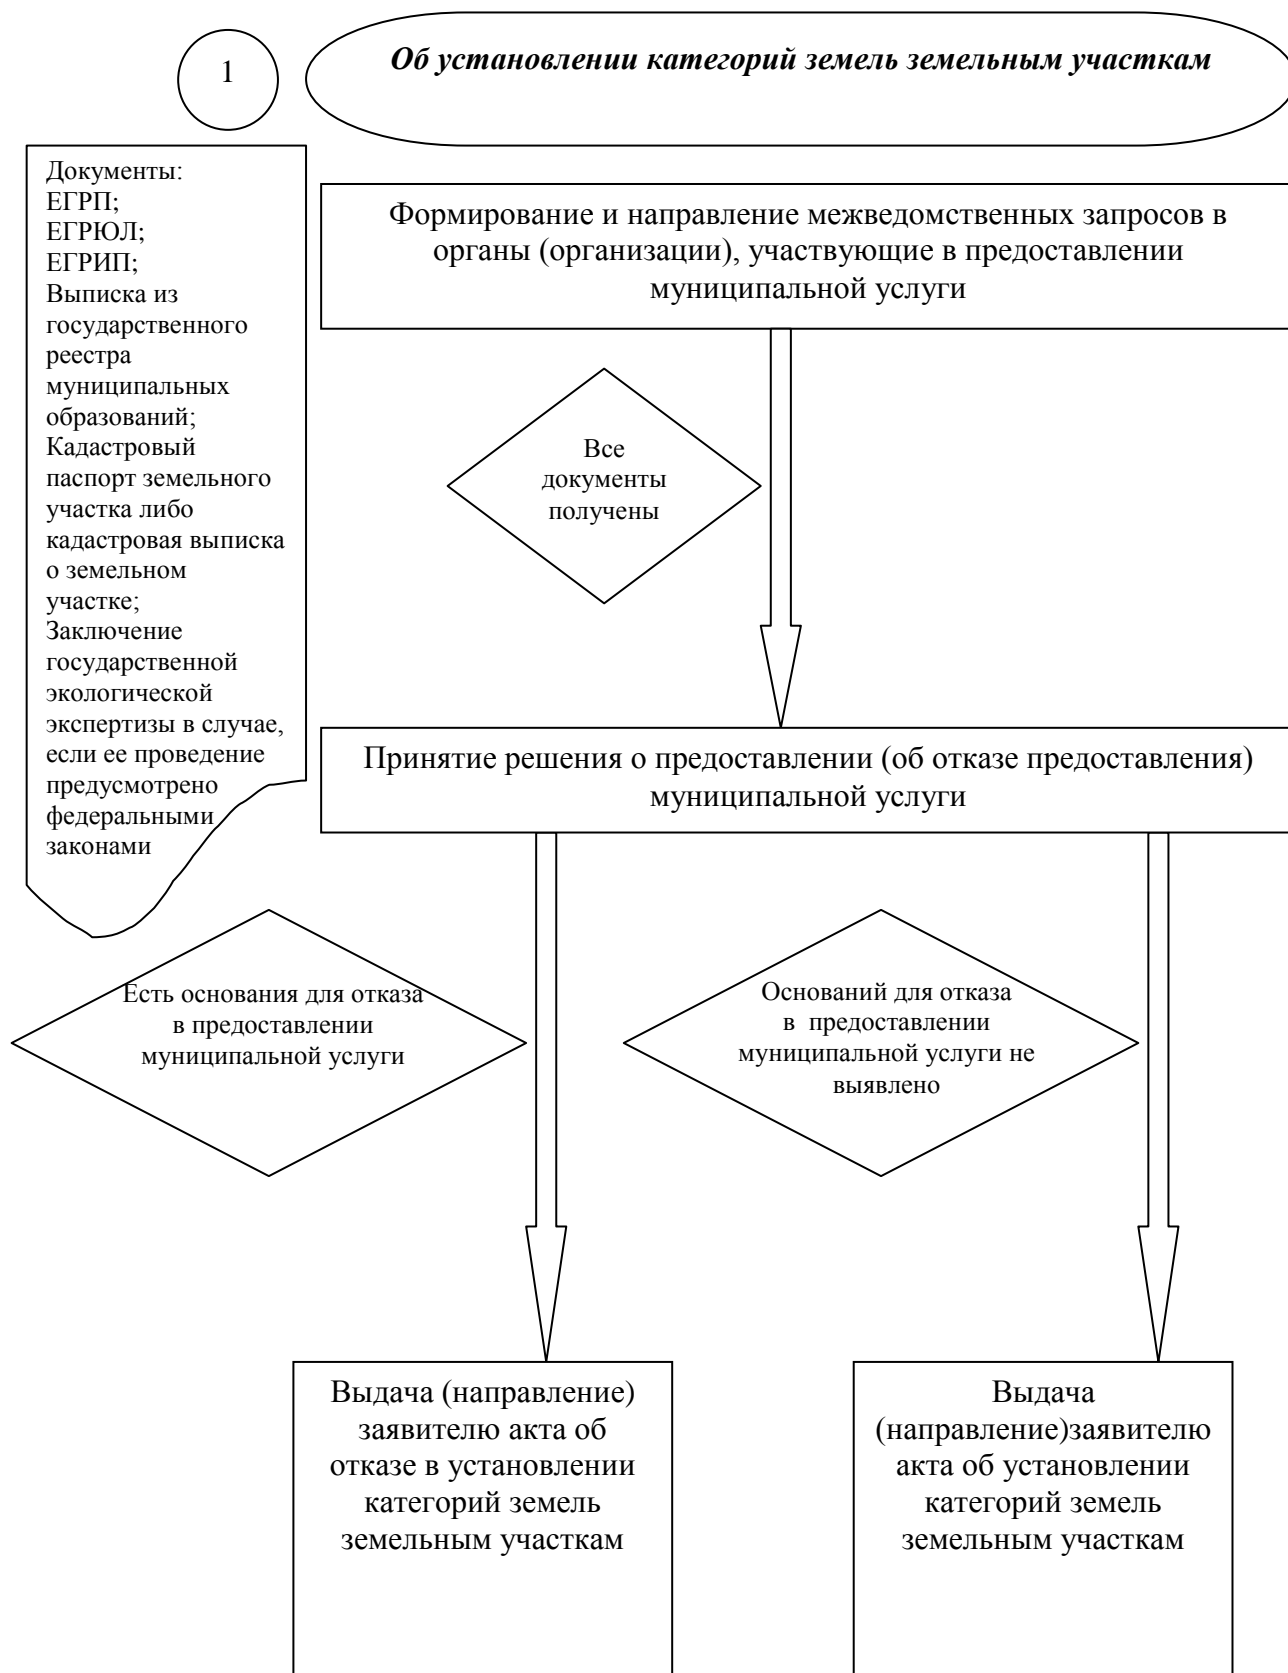 1
Об установлении категорий земель земельным участкам
Документы:
ЕГРП;
ЕГРЮЛ;
ЕГРИП;
Выписка из
государственного
реестра
муниципальных
образований;
Кадастровый
паспорт земельного
участка либо
кадастровая выписка
о земельном
участке;
Заключение
государственной
экологической
экспертизы в случае,
если ее проведение
предусмотрено
федеральными
законами
Формирование и направление межведомственных запросов в
органы (организации), участвующие в предоставлении
муниципальной услуги
Все
документы
получены
Принятие решения о предоставлении (об отказе предоставления)
муниципальной услуги
Есть основания для отказа
в предоставлении
муниципальной услуги
Оснований для отказа
в  предоставлении
муниципальной услуги не
выявлено
Выдача (направление)
заявителю акта об
отказе в установлении
категорий земель
земельным участкам
Выдача
(направление)заявителю
акта об установлении
категорий земель
земельным участкам